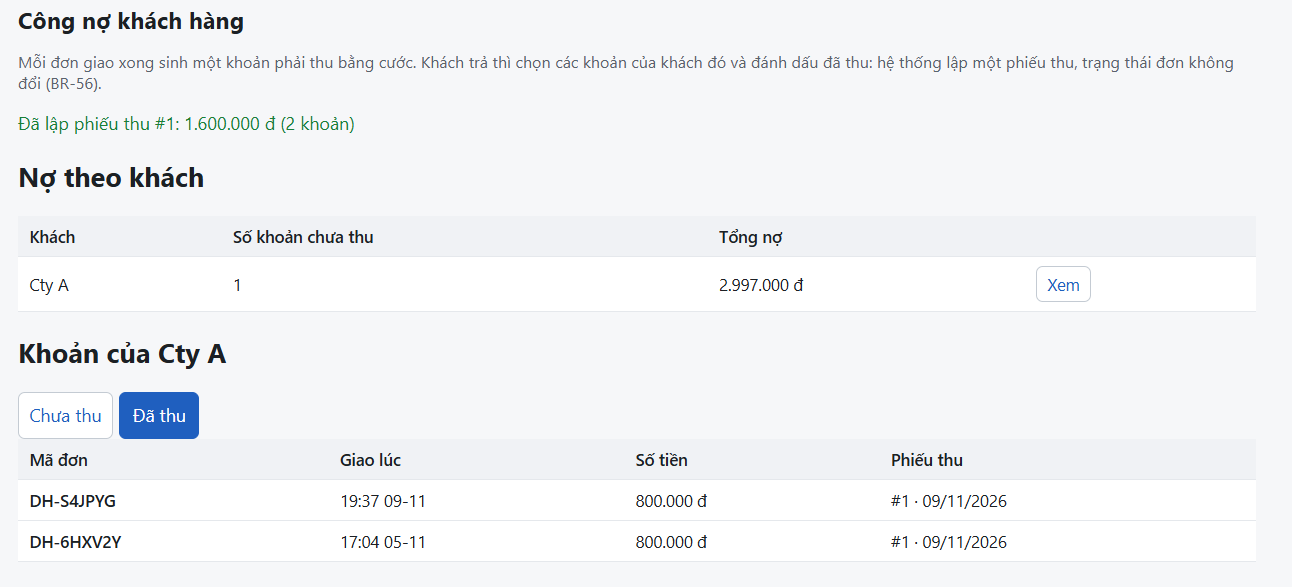 Công nợ khách hàng
Mỗi đơn giao xong sinh một khoản phải thu bằng cước. Khách trả thì chọn các khoản của khách đó và đánh dấu đã thu: hệ thống lập một phiếu thu, trạng thái đơn không
đổi (BR-56).
Đã lập phiếu thu #1: 1.600.000 đ (2 khoản)
Nợ theo khách
Khách Số khoản chưa thu Tổng nợ
Cty A 1 2.997.000 đ Xem
Khoản của Cty A
Chưa thu Đã thu
Mã đơn Giao lúc Số tiền Phiếu thu
DH-S4JPYG 19:37 09-11 800.000 đ #1 · 09/11/2026
DH-6HXV2Y 17:04 05-11 800.000 đ #1 · 09/11/2026